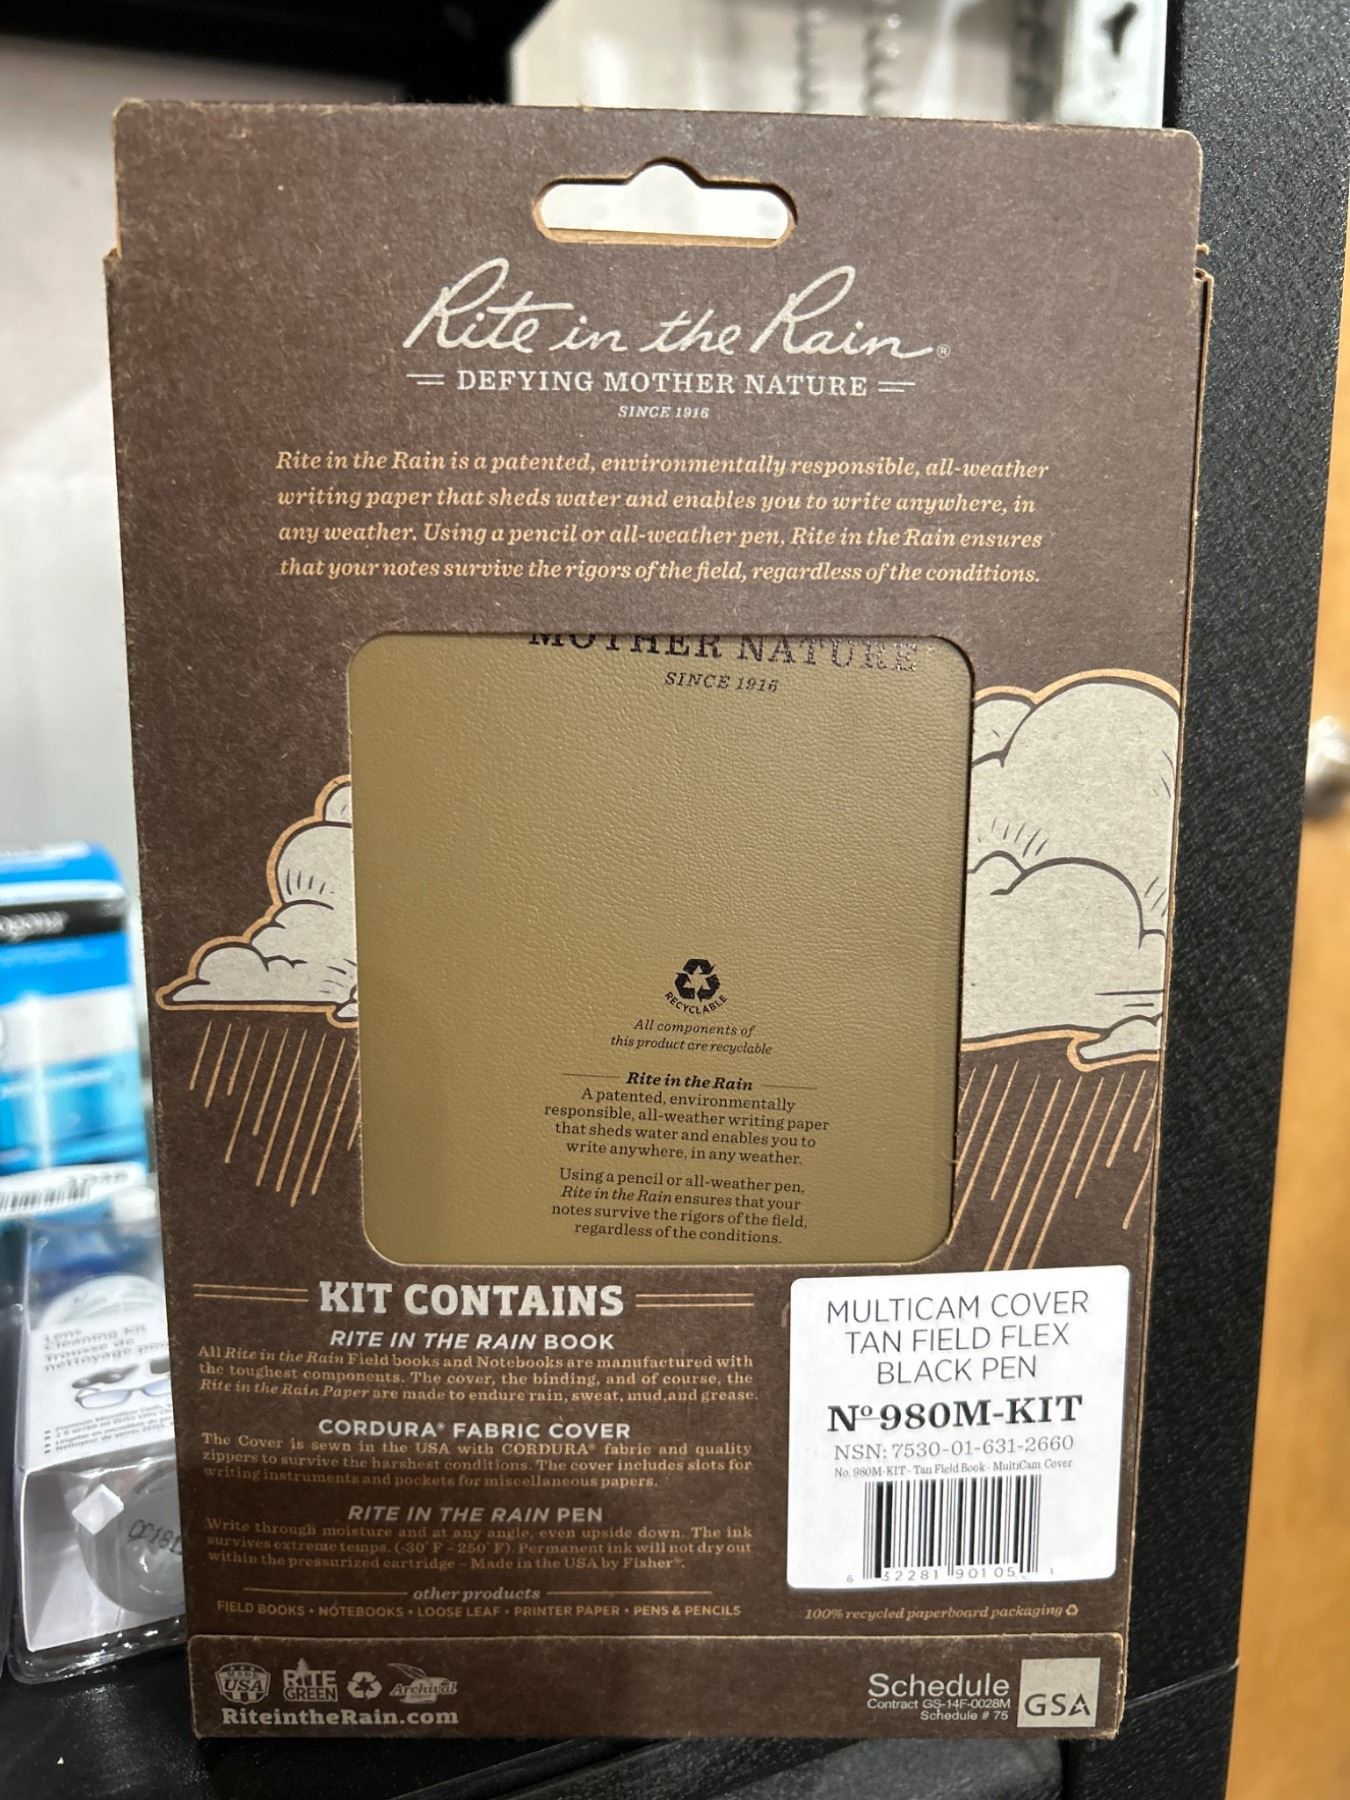 Rite in the Rain®
DEFYING MOTHER NATURE
SINCE 1916
Rite in the Rain is a patented, environmentally responsible, all-weather
writing paper that sheds water and enables you to write anywhere, in
any weather. Using a pencil or all-weather pen, Rite in the Rain ensures
that your notes survive the rigors of the field, regardless of the conditions.
MOTHER NATURE
SINCE 1916
RECYCLABLE
All components of
this product are recyclable
Rite in the Rain
A patented, environmentally
responsible, all-weather writing paper
that sheds water and enables you to
write anywhere, in any weather.
Using a pencil or all-weather pen,
Rite in the Rain ensures that your
notes survive the rigors of the field,
regardless of the conditions.
KIT CONTAINS
RITE IN THE RAIN BOOK
All Rite in the Rain Field books and Notebooks are manufactured with
the toughest components. The cover, the binding, and of course, the
Rite in the Rain Paper are made to endure rain, sweat, mud, and grease.
CORDURA® FABRIC COVER
The Cover is sewn in the USA with CORDURA® fabric and quality
zippers to survive the harshest conditions. The cover includes slots for
writing instruments and pockets for miscellaneous papers.
RITE IN THE RAIN PEN
Write through moisture and at any angle, even upside down. The ink
survives extreme temps. (-30° F - 250° F). Permanent ink will not dry out
within the pressurized cartridge – Made in the USA by Fisher®.
other products
FIELD BOOKS • NOTEBOOKS • LOOSE LEAF • PRINTER PAPER • PENS & PENCILS
MULTICAM COVER
TAN FIELD FLEX
BLACK PEN
Nº 980M-KIT
NSN: 7530-01-631-2660
No. 980M-KIT - Tan Field Book - MultiCam Cover
6 32281 90105 1
100% recycled paperboard packaging
MADE
USA
RITE
GREEN
Archival
RiteintheRain.com
Schedule
Contract GS-14F-0028M
Schedule # 75
GSA
Lens
Cleaning Kit
Trousse de
nettoyage